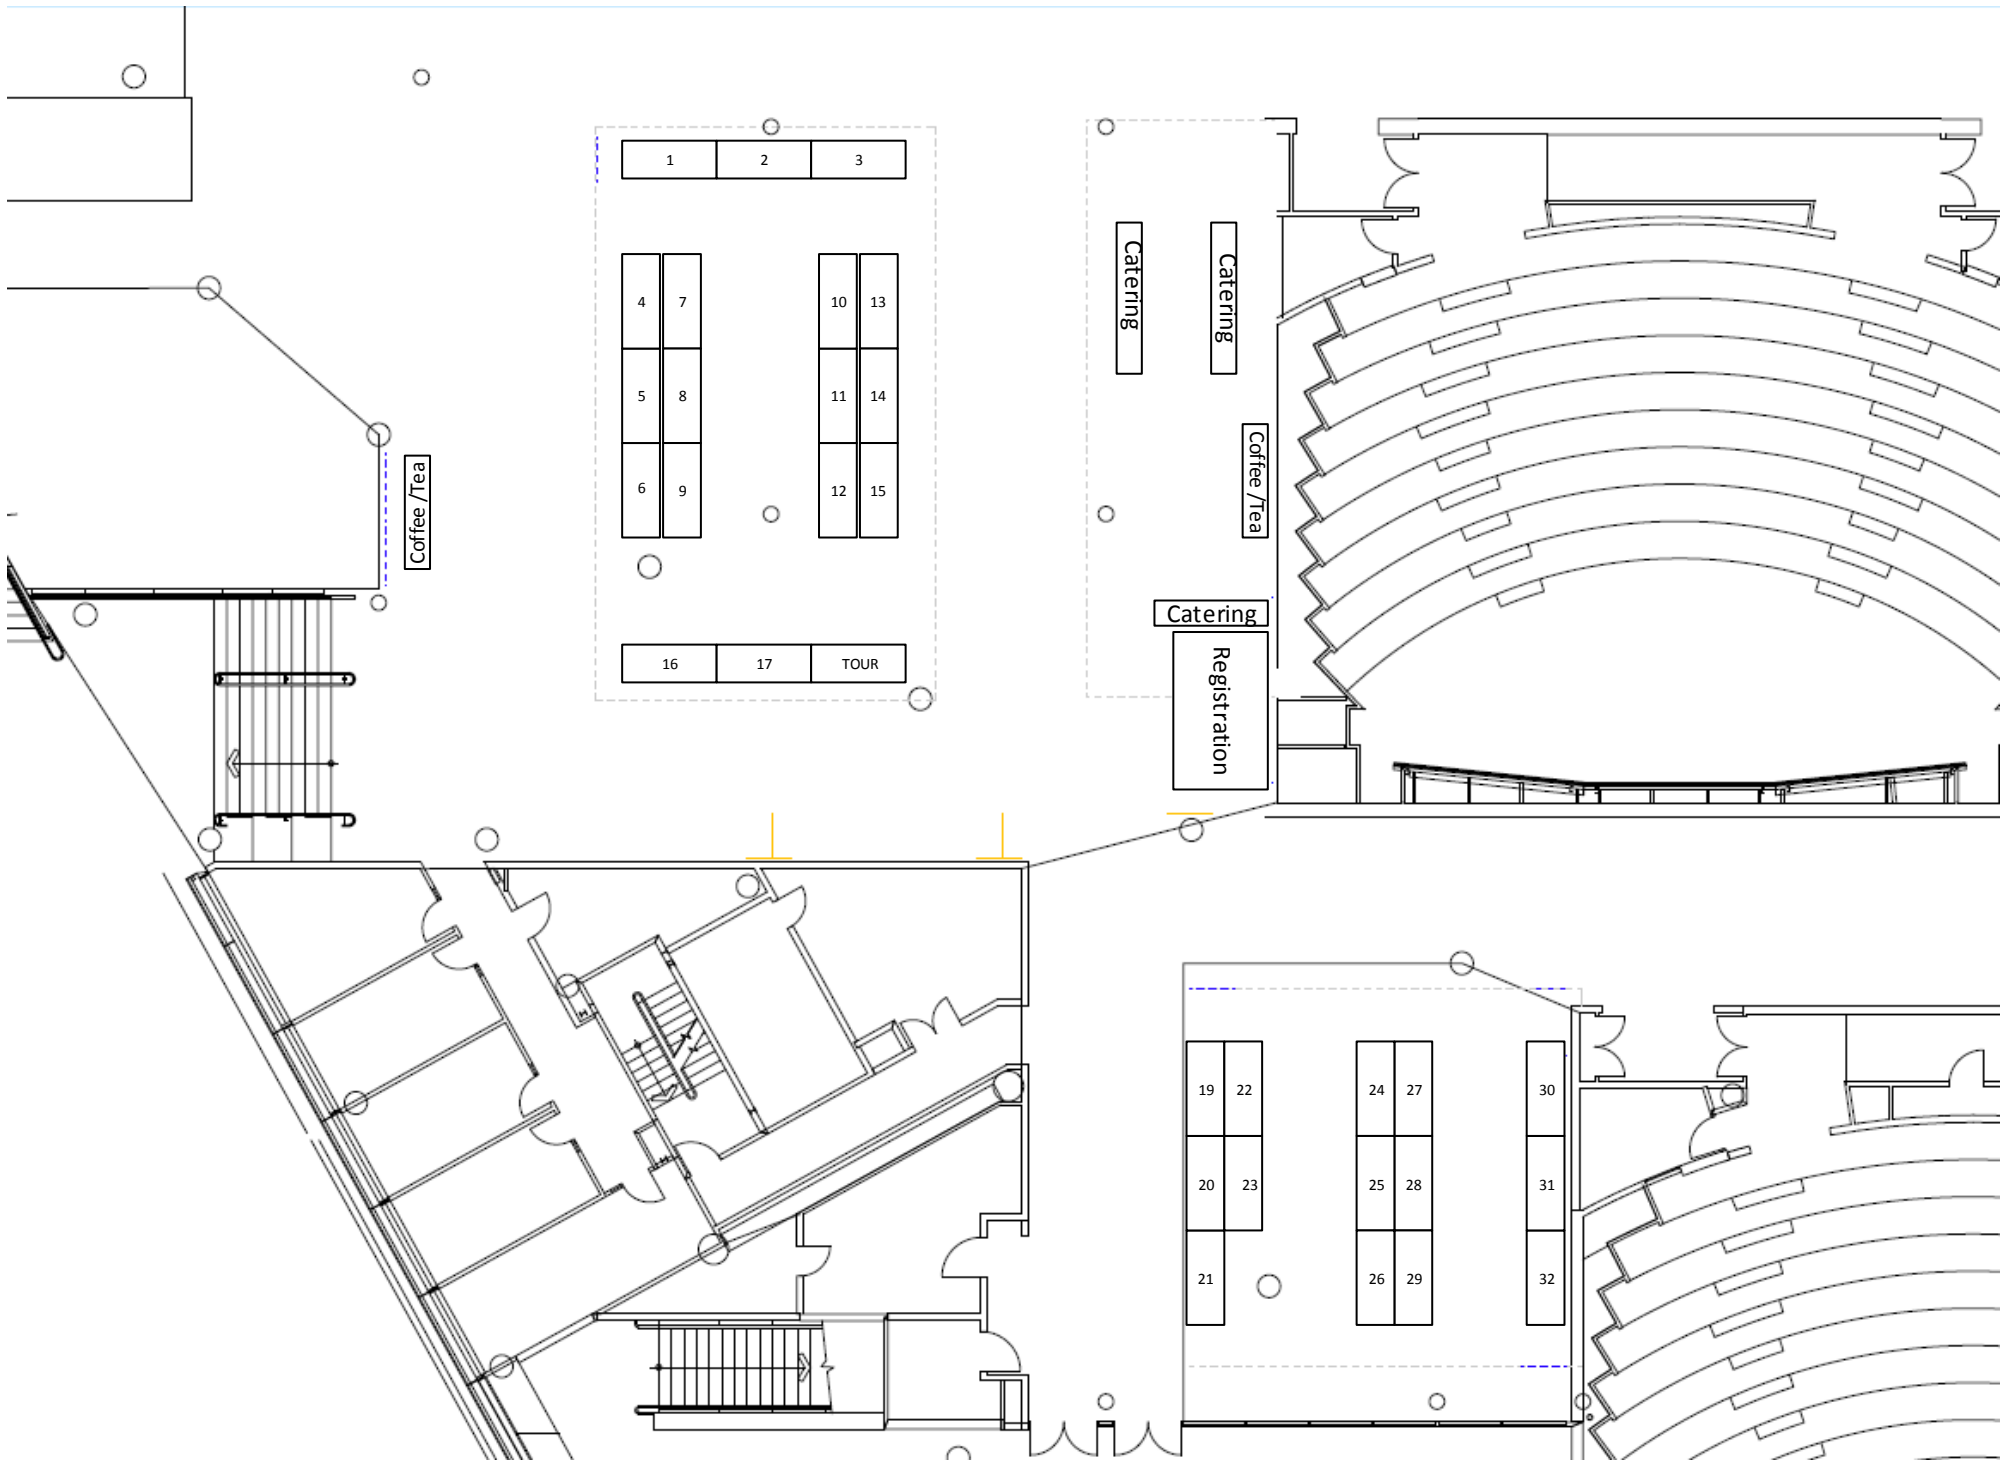 1 2 3
4 7 10 13
5 8 11 14
6 9 12 15
16 17 TOUR
Coffee /Tea
Catering
Catering
Coffee /Tea
Catering
Registration
19 22 24 27 30
20 23 25 28 31
21 26 29 32